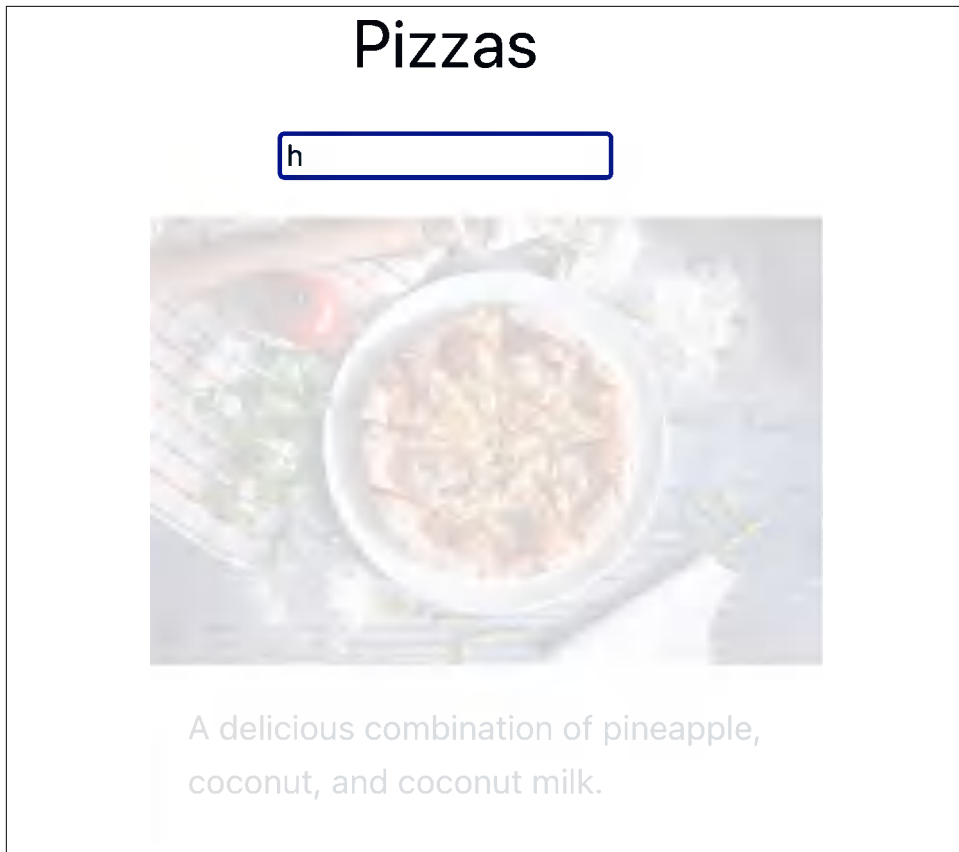 Pizzas
h
A delicious combination of pineapple,
coconut, and coconut milk.